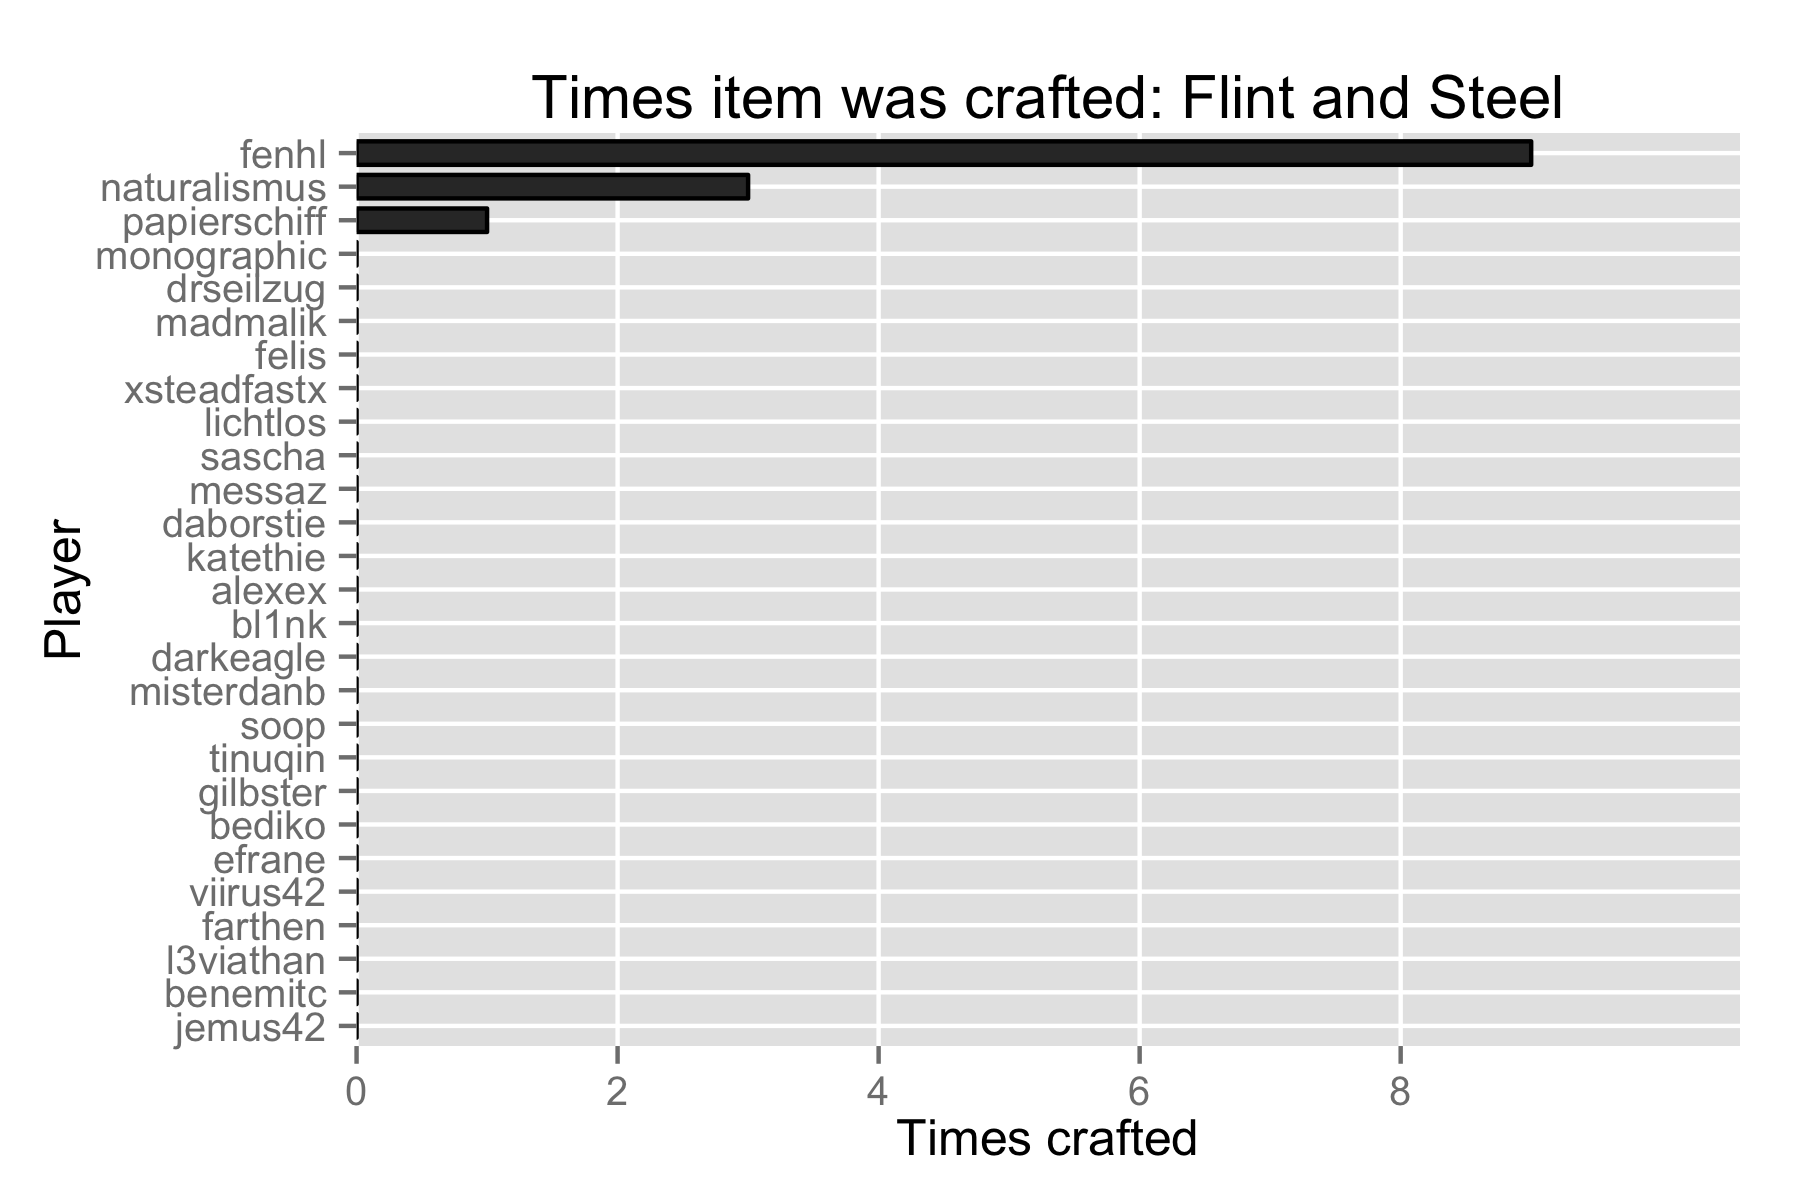 Times item was crafted: Flint and Steel
fenhl
naturalismus
papierschiff
monographic
drseilzug
madmalik
felis
xsteadfastx
lichtlos
sascha
messaz
daborstie
katethie
alexex
bl1nk
darkeagle
misterdanb
soop
tinuqin
gilbster
bediko
efrane
viirus42
farthen
l3viathan
benemitc
jemus42
Player
0 2 4 6 8
Times crafted